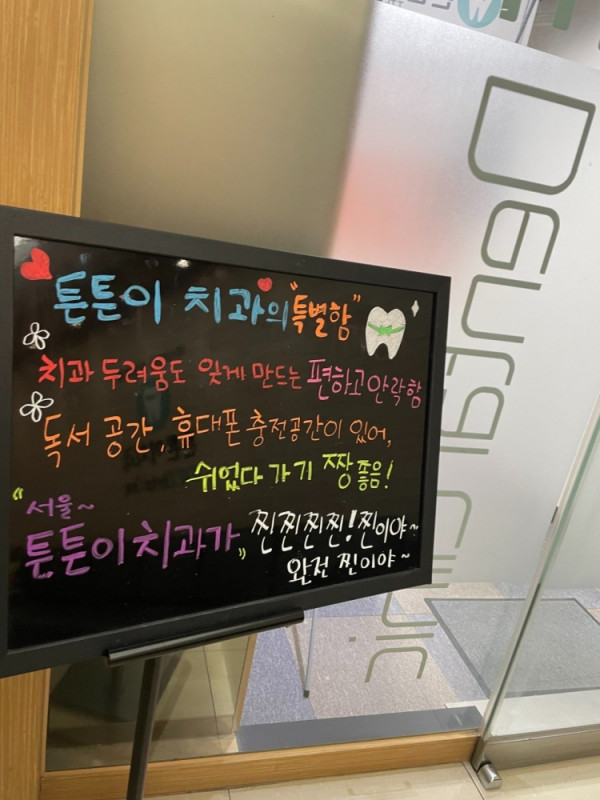 튼튼이 치과의 "특별함"
치과 두려움도 잊게 만드는 편하고 안락함
독서 공간, 휴대폰 충전공간이 있어,
쉬었다 가기 짱 좋음!
"서울~
튼튼이치과가" 찐찐찐찐!찐이야~
완전 찐이야~
Dental clinic